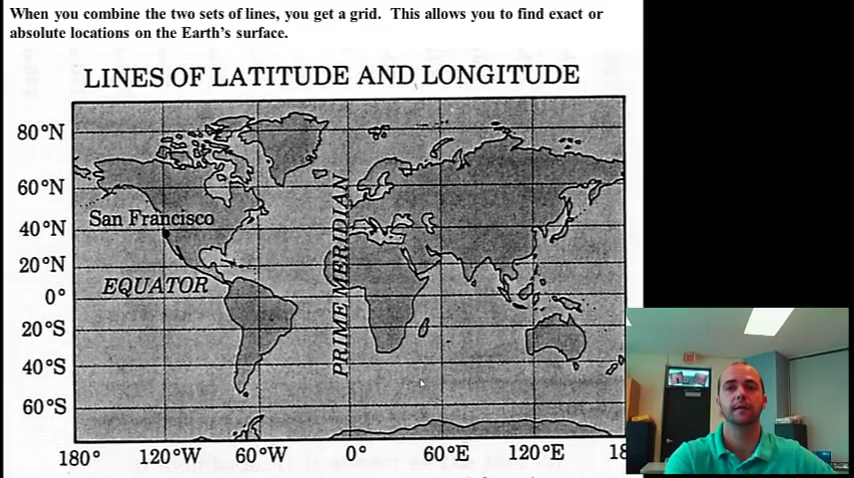 When you combine the two sets of lines, you get a grid. This allows you to find exact or
absolute locations on the Earth's surface.
LINES OF LATITUDE AND LONGITUDE
80°N
60°N
San Francisco
40°N
20°N
EQUATOR
0°
20°S
40°S
60°S
PRIME MERIDIAN
180° 120°W 60°W 0° 60°E 120°E 18